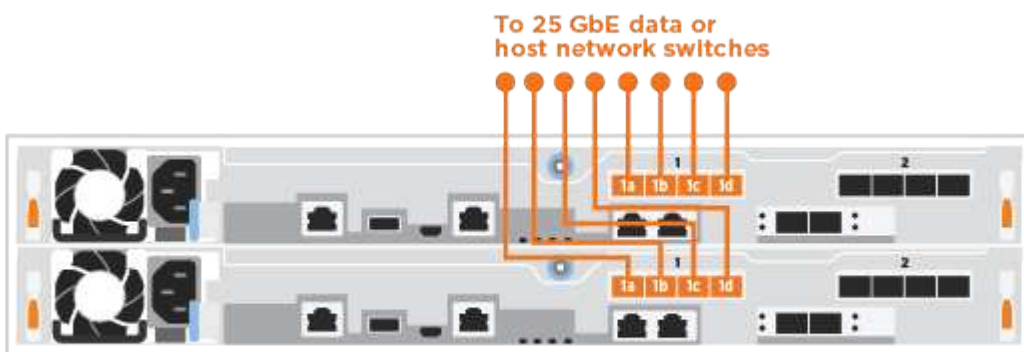 To 25 GbE data or
host network switches
1 2
1a 1b 1c 1d
1 2
1a 1b 1c 1d